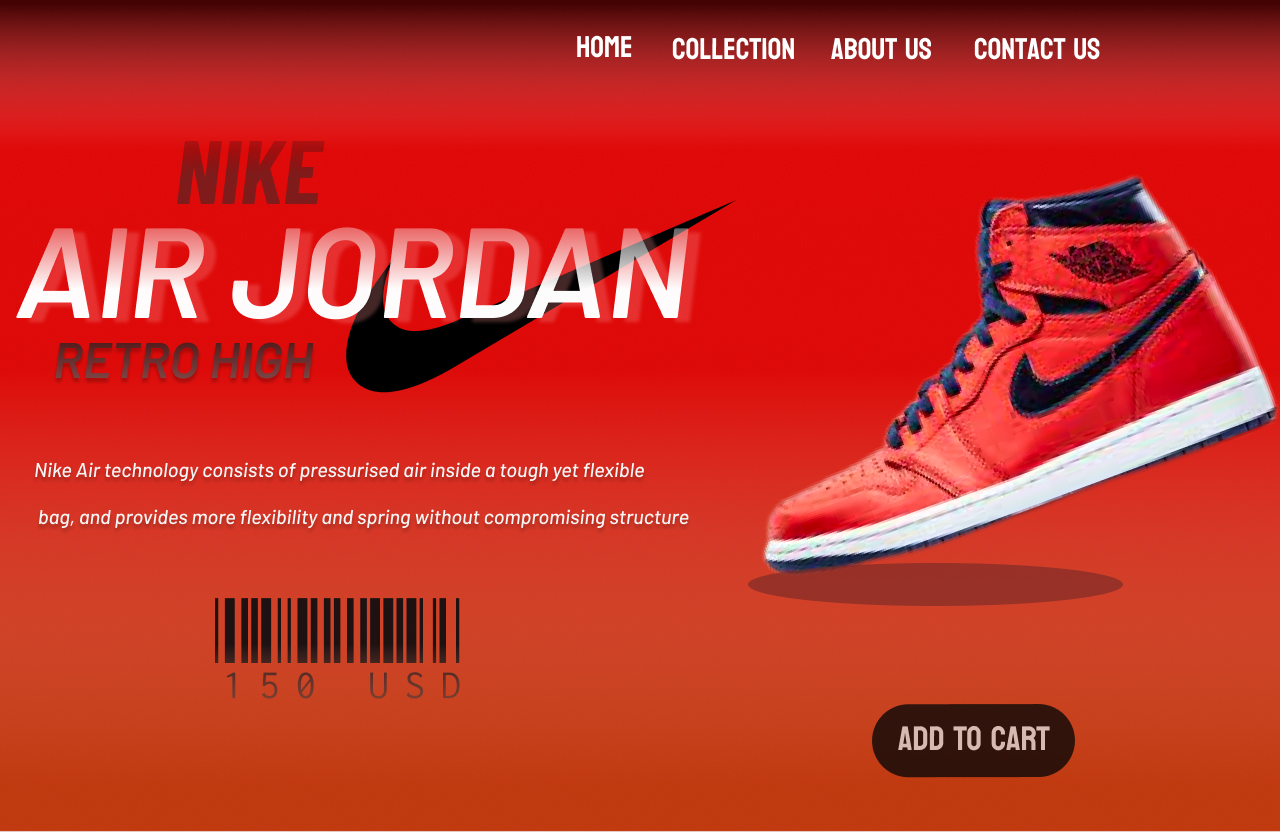 HOME COLLECTION ABOUT US CONTACT US
NIKE
AIR JORDAN
RETRO HIGH
Nike Air technology consists of pressurised air inside a tough yet flexible
bag, and provides more flexibility and spring without compromising structure
150 USD
ADD TO CART